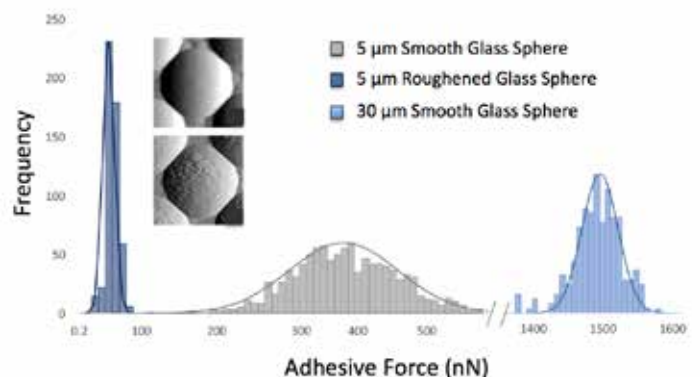 250
200
150
100
50
0
Frequency
5 µm Smooth Glass Sphere
5 µm Roughened Glass Sphere
30 µm Smooth Glass Sphere
0.2 100 200 300 400 500 // 1400 1500 1600
Adhesive Force (nN)